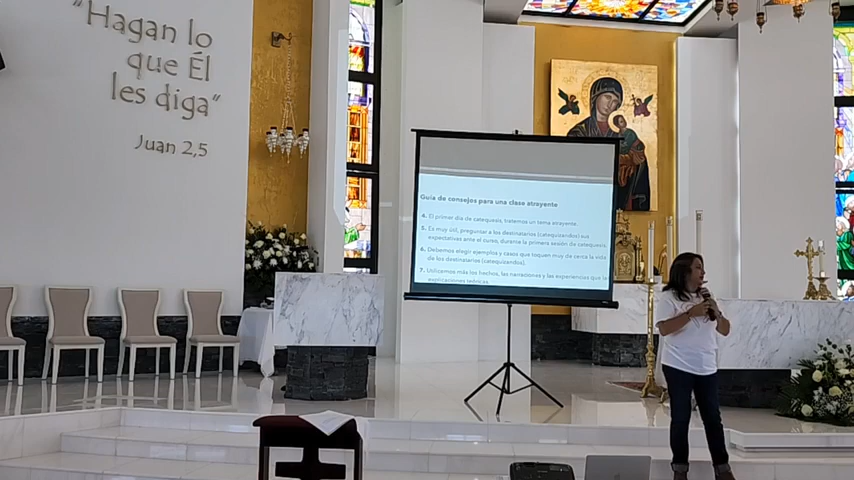 "Hagan lo
que Él
les diga"
Juan 2,5
Guía de consejos para una clase atrayente
4. El primer día de catequesis, tratemos un tema atrayente.
5. Es muy útil, preguntar a los destinatarios (catequizandos) sus
expectativas ante el curso, durante la primera sesión de catequesis.
6. Debemos elegir ejemplos y casos que toquen muy de cerca la vida
de los destinatarios (catequizandos).
7. Utilicemos más los hechos, las narraciones y las experiencias que la
explicaciones teóricas.